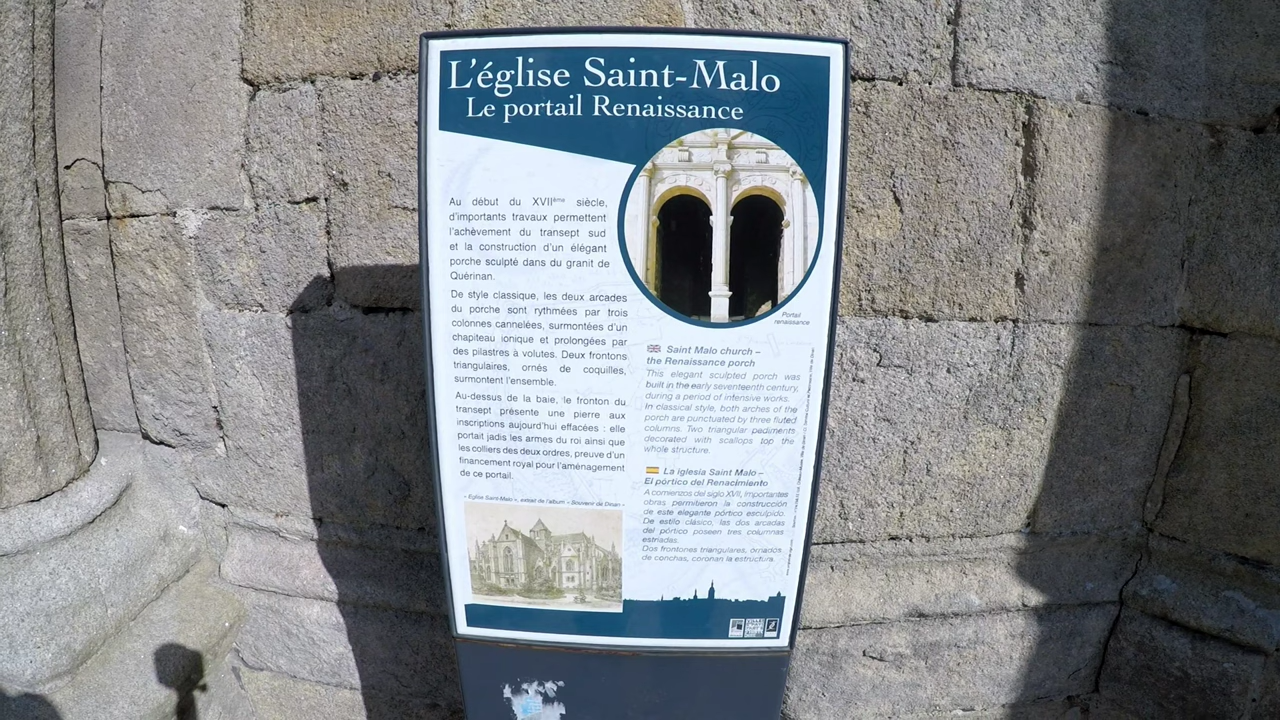 L'église Saint-Malo
Le portail Renaissance
Au début du XVIIème siècle,
d'importants travaux permettent
l'achèvement du transept sud
et la construction d'un élégant
porche sculpté dans du granit de
Quérinan.
De style classique, les deux arcades
du porche sont rythmées par trois
colonnes cannelées, surmontées d'un
chapiteau ionique et prolongées par
des pilastres à volutes. Deux frontons
triangulaires, ornés de coquilles,
surmontent l'ensemble.
Au-dessus de la baie, le fronton du
transept présente une pierre aux
inscriptions aujourd'hui effacées : elle
portait jadis les armes du roi ainsi que
les colliers des deux ordres, preuve d'un
financement royal pour l'aménagement
de ce portail.
« Eglise Saint-Malo », extrait de l'album « Souvenir de Dinan »
Portail
renaissance
Saint Malo church –
the Renaissance porch
This elegant sculpted porch was
built in the early seventeenth century,
during a period of intensive works.
In classical style, both arches of the
porch are punctuated by three fluted
columns. Two triangular pediments
decorated with scallops top the
whole structure.
La iglesia Saint Malo –
El pórtico del Renacimiento
A comienzos del siglo XVII, importantes
obras permitieron la construcción
de este elegante pórtico esculpido.
De estilo clásico, las dos arcadas
del pórtico poseen tres columnas
estriadas.
Dos frontones triangulares, ornados
de conchas, coronan la estructura.